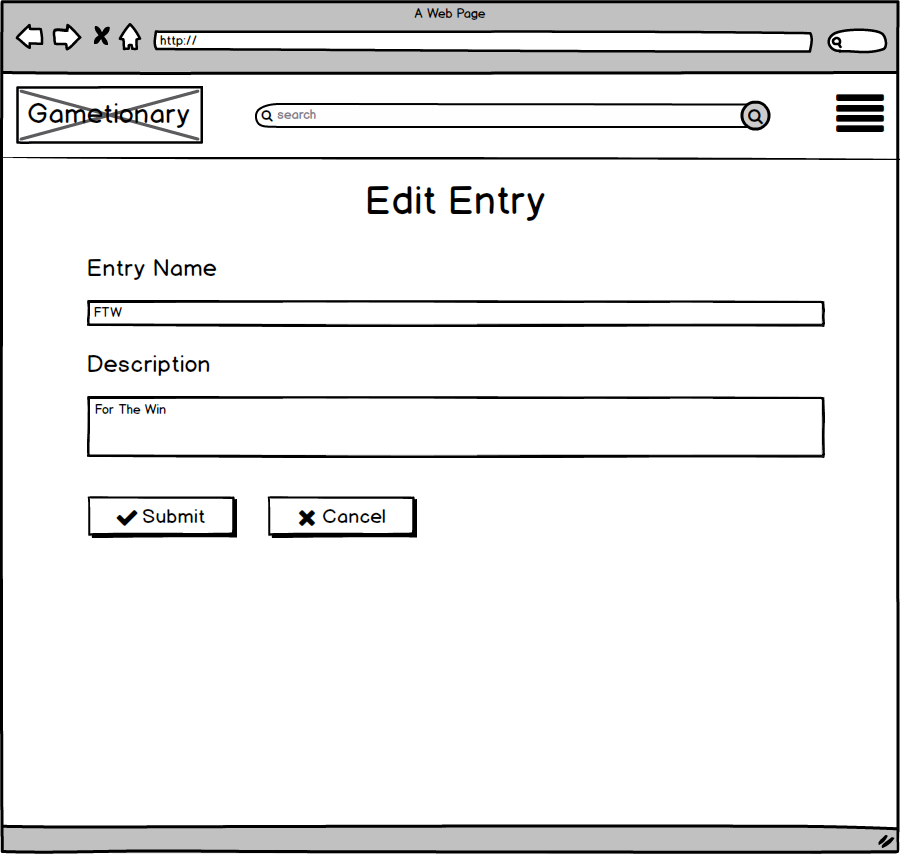 A Web Page
http://
Gametionary
search
Edit Entry
Entry Name
FTW
Description
For The Win
Submit
Cancel